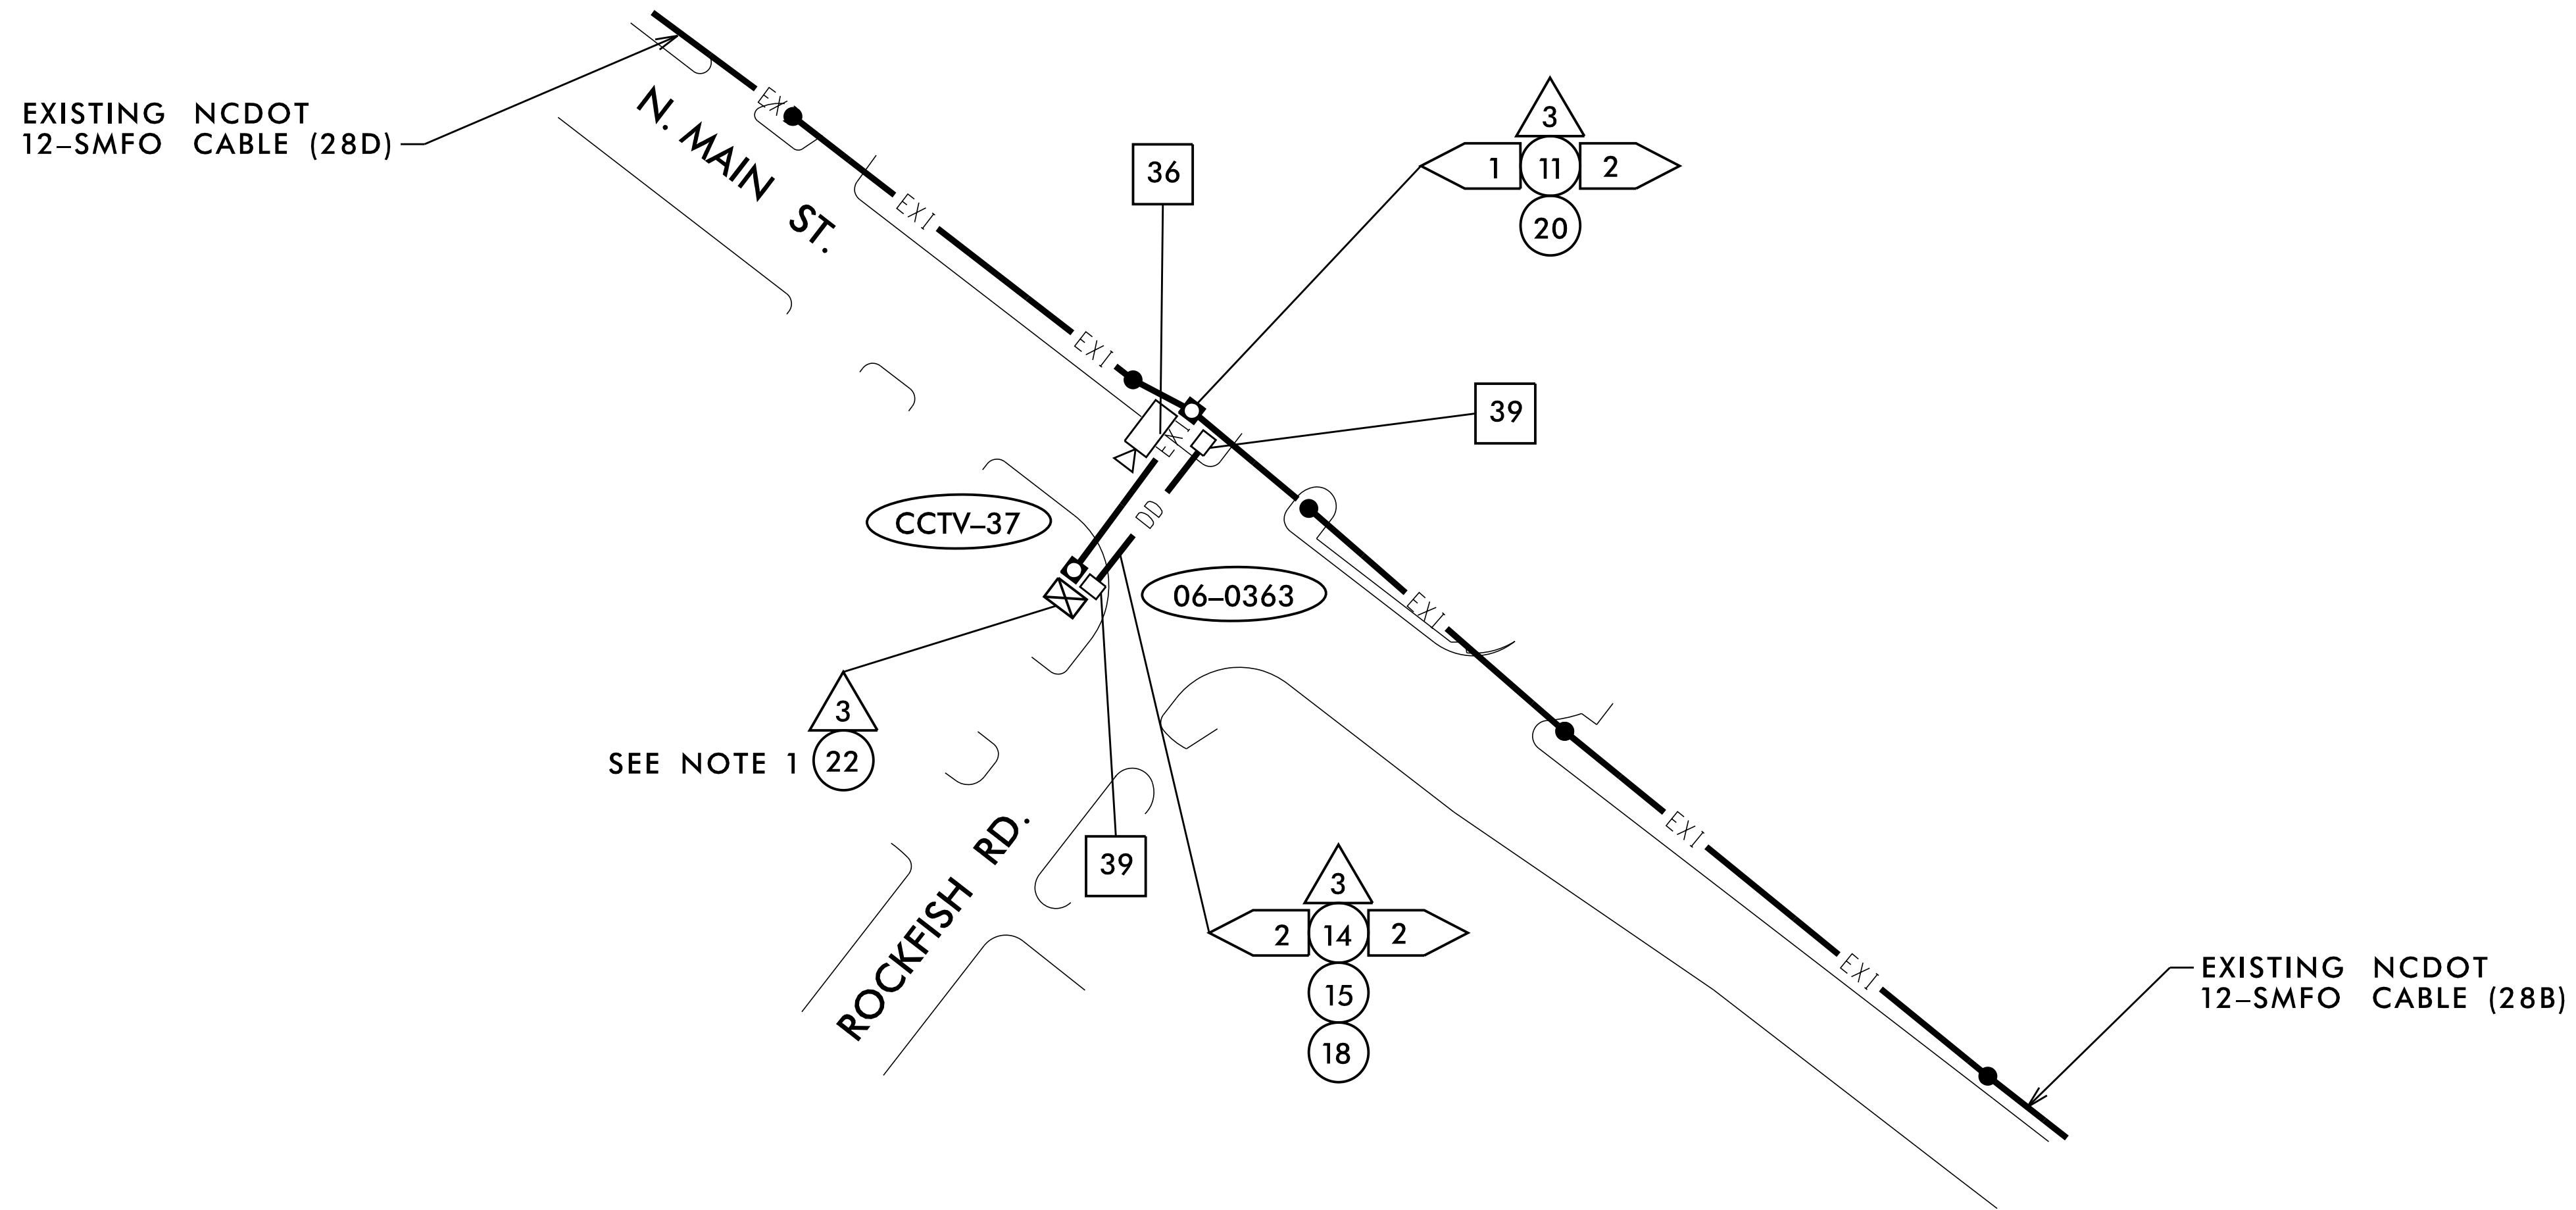 EXISTING NCDOT
12-SMFO CABLE (28D)
EX
N. MAIN ST.
EXI
36
3
1 11 2
20
EXI
39
EXI
CCTV-37
DD
06-0363
EXI
3
SEE NOTE 1 22
EXI
ROCKFISH RD.
39
3
2 14 2
15
18
EXI
EXISTING NCDOT
12-SMFO CABLE (28B)